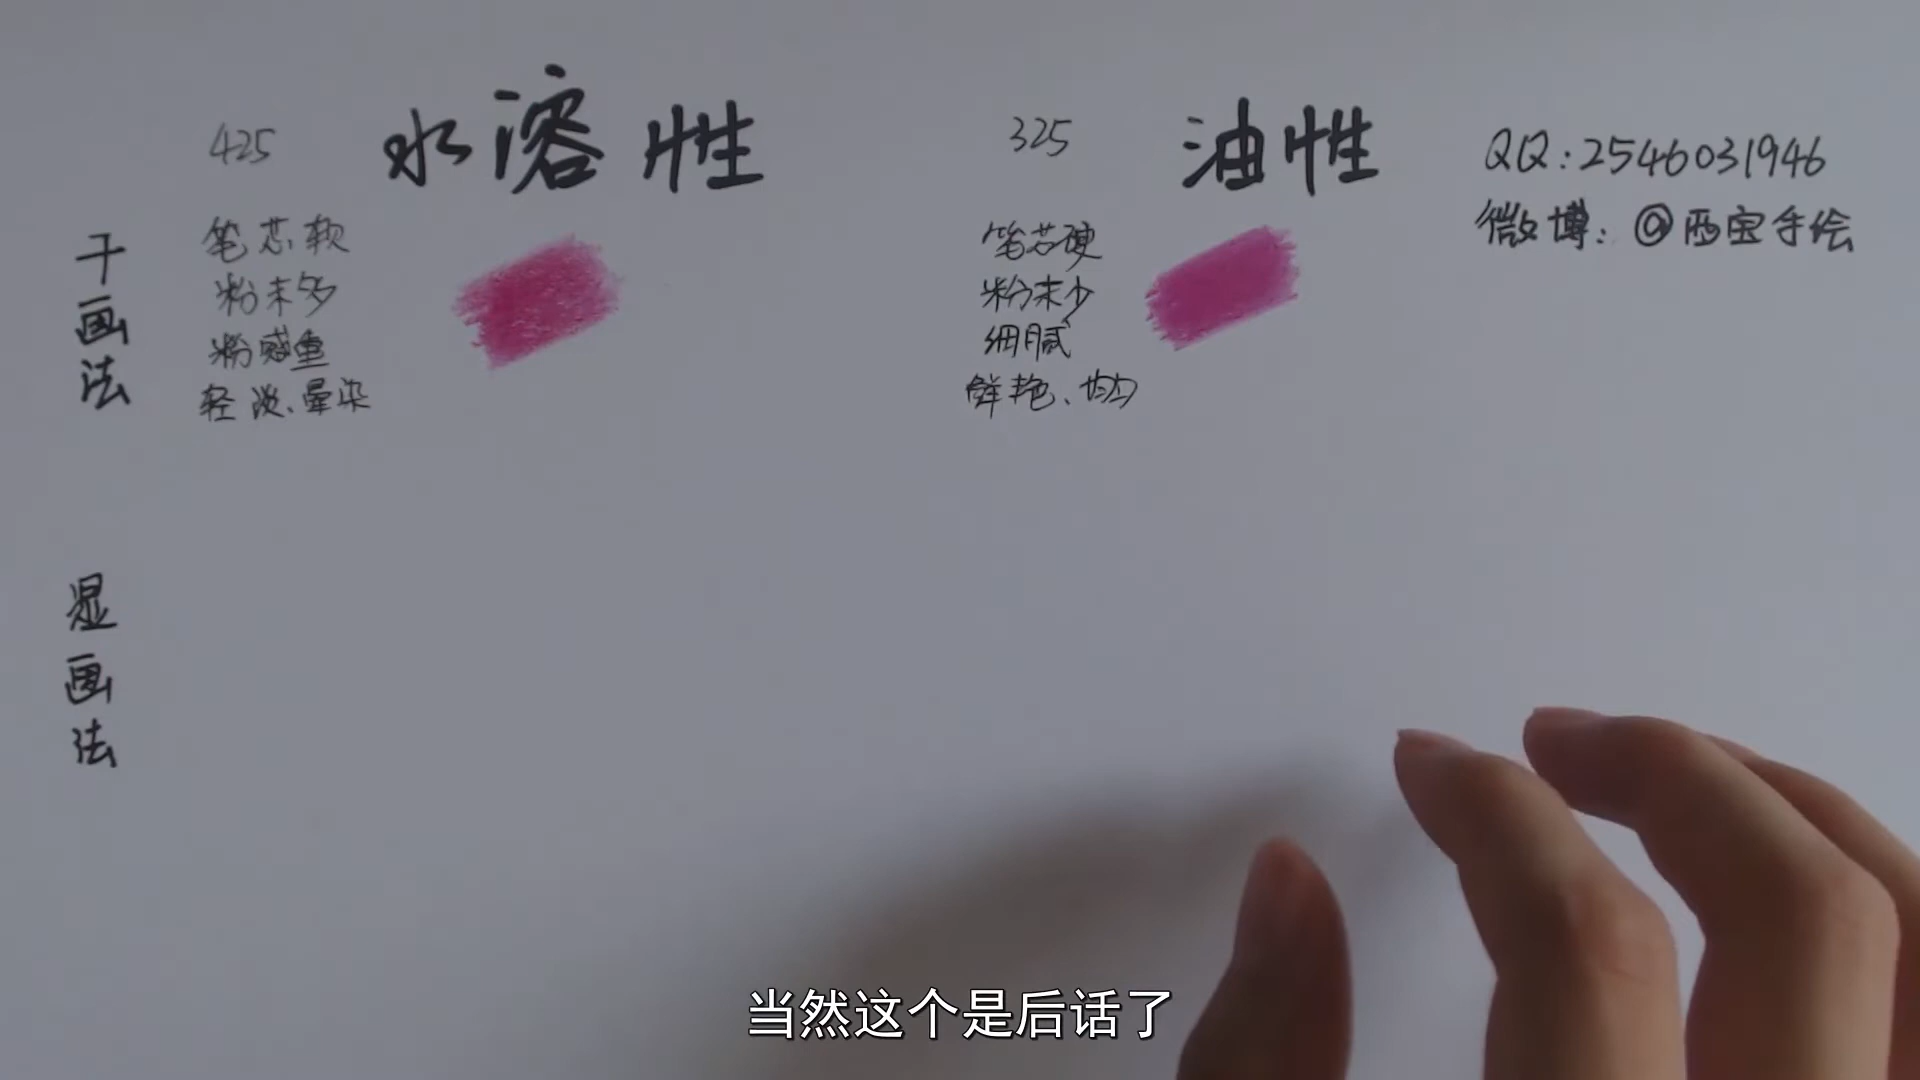 425
水溶性
325
油性
QQ:2546031946
微博:@西宝手绘
干画法
笔芯软
粉末多
粉感重
轻淡、晕染
笔芯硬
粉末少
细腻
鲜艳、均匀
湿画法
当然这个是后话了